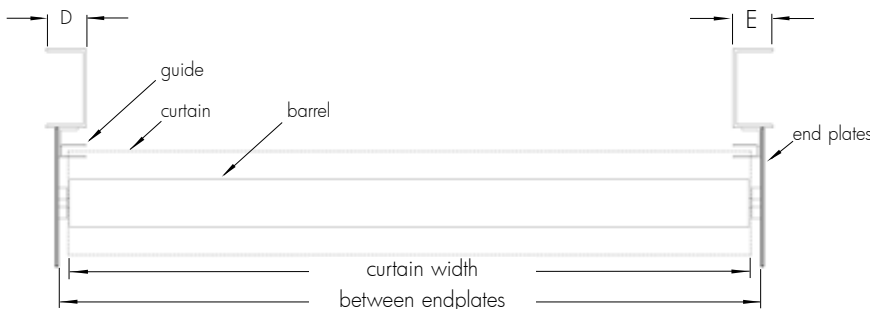 D
E
guide
curtain
barrel
end plates
curtain width
between endplates